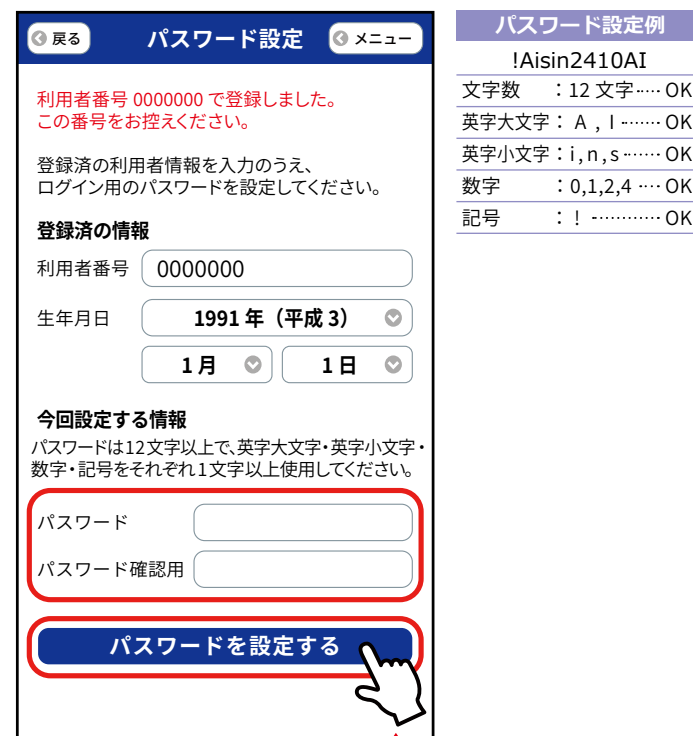 戻る
パスワード設定
メニュー
利用者番号 0000000 で登録しました。
この番号をお控えください。
登録済の利用者情報を入力のうえ、
ログイン用のパスワードを設定してください。
登録済の情報
利用者番号 0000000
生年月日 1991 年（平成 3）
1 月 1 日
今回設定する情報
パスワードは12文字以上で、英字大文字・英字小文字・
数字・記号をそれぞれ1文字以上使用してください。
パスワード
パスワード確認用
パスワードを設定する
パスワード設定例
!Aisin2410AI
文字数 ：12 文字‥‥ OK
英字大文字： A , I ‥‥‥ OK
英字小文字：i,n,s ‥‥‥ OK
数字 ：0,1,2,4 ‥‥ OK
記号 ： ! ‥‥‥‥‥ OK